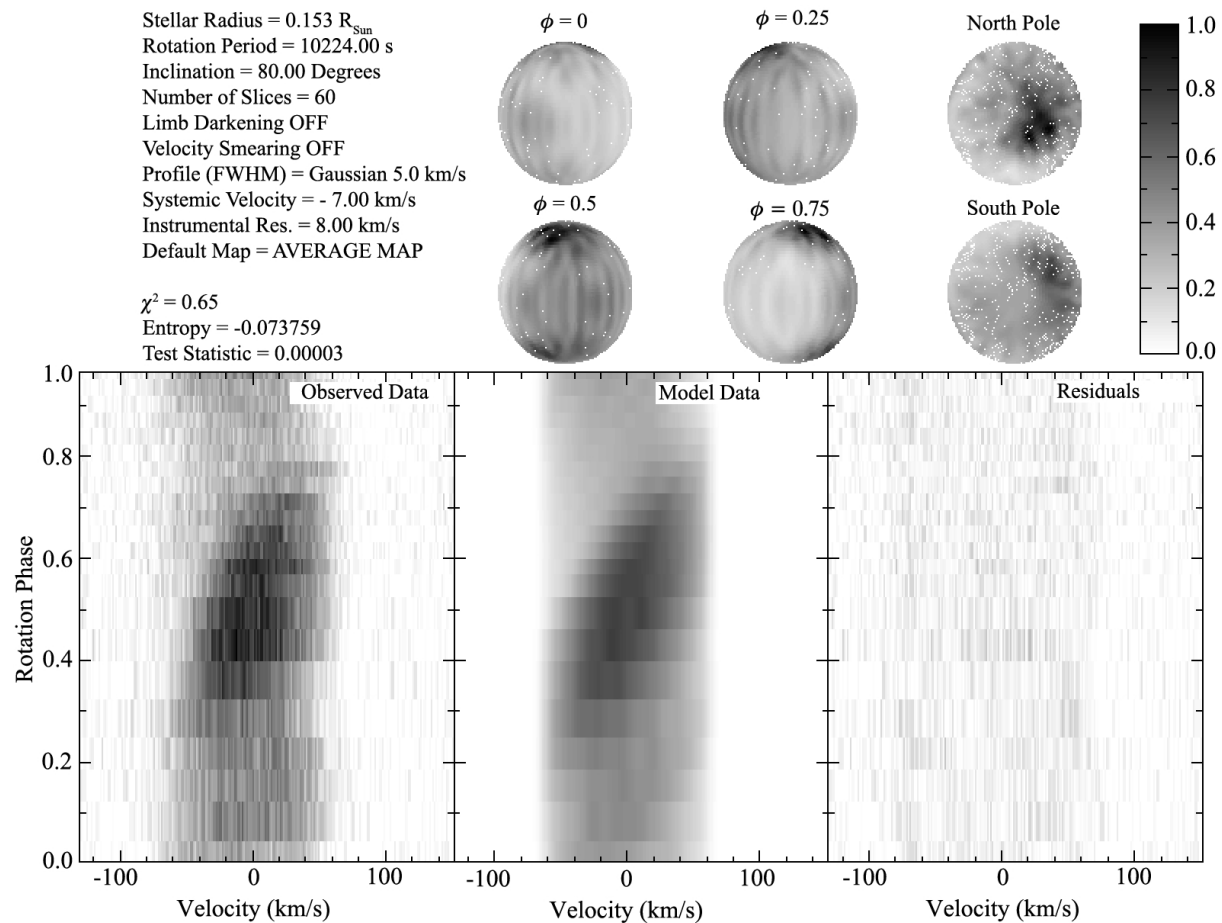 Stellar Radius = 0.153 R_Sun
Rotation Period = 10224.00 s
Inclination = 80.00 Degrees
Number of Slices = 60
Limb Darkening OFF
Velocity Smearing OFF
Profile (FWHM) = Gaussian 5.0 km/s
Systemic Velocity = - 7.00 km/s
Instrumental Res. = 8.00 km/s
Default Map = AVERAGE MAP
χ² = 0.65
Entropy = -0.073759
Test Statistic = 0.00003
ϕ = 0
ϕ = 0.25
North Pole
ϕ = 0.5
ϕ = 0.75
South Pole
1.0
0.8
0.6
0.4
0.2
0.0
Observed Data
Model Data
Residuals
Rotation Phase
1.0
0.8
0.6
0.4
0.2
0.0
-100 0 100
-100 0 100
-100 0 100
Velocity (km/s)
Velocity (km/s)
Velocity (km/s)